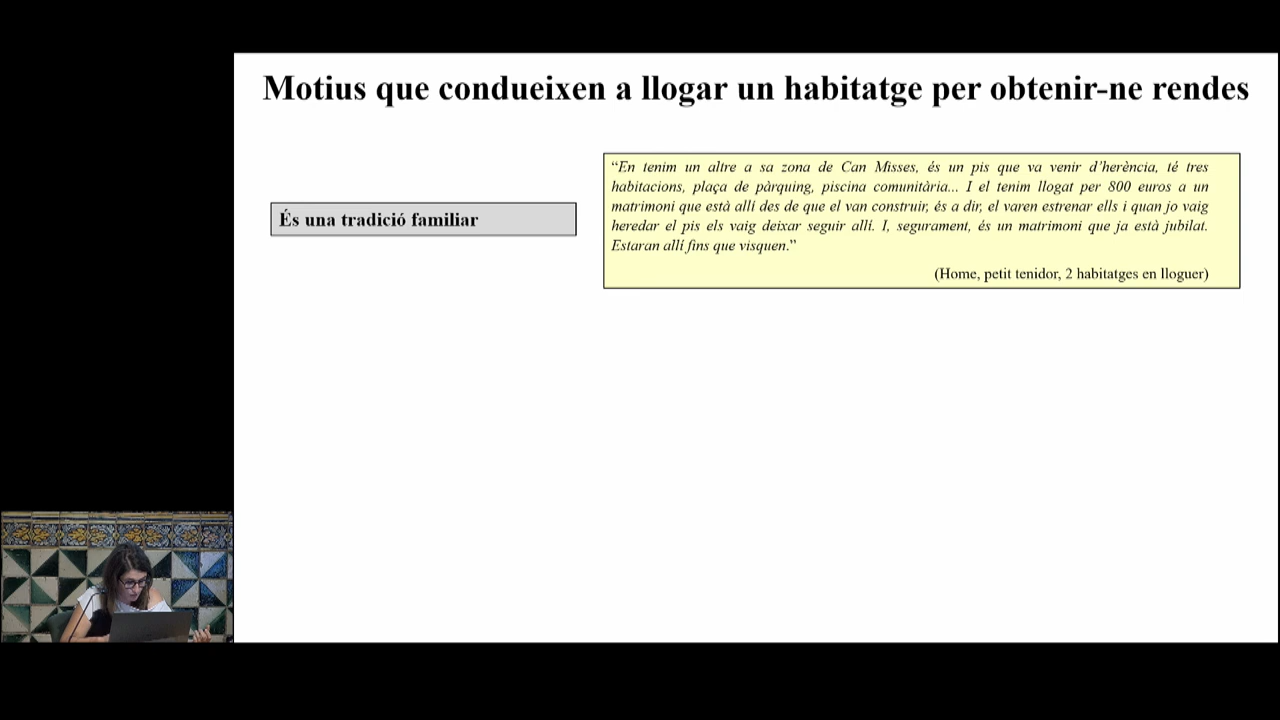 Motius que condueixen a llogar un habitatge per obtenir-ne rendes
És una tradició familiar
“En tenim un altre a sa zona de Can Misses, és un pis que va venir d’herència, té tres
habitacions, plaça de pàrquing, piscina comunitària... I el tenim llogat per 800 euros a un
matrimoni que està allí des de que el van construir, és a dir, el varen estrenar ells i quan jo vaig
heredar el pis els vaig deixar seguir allí. I, segurament, és un matrimoni que ja està jubilat.
Estaran allí fins que visquen.”
(Home, petit tenidor, 2 habitatges en lloguer)